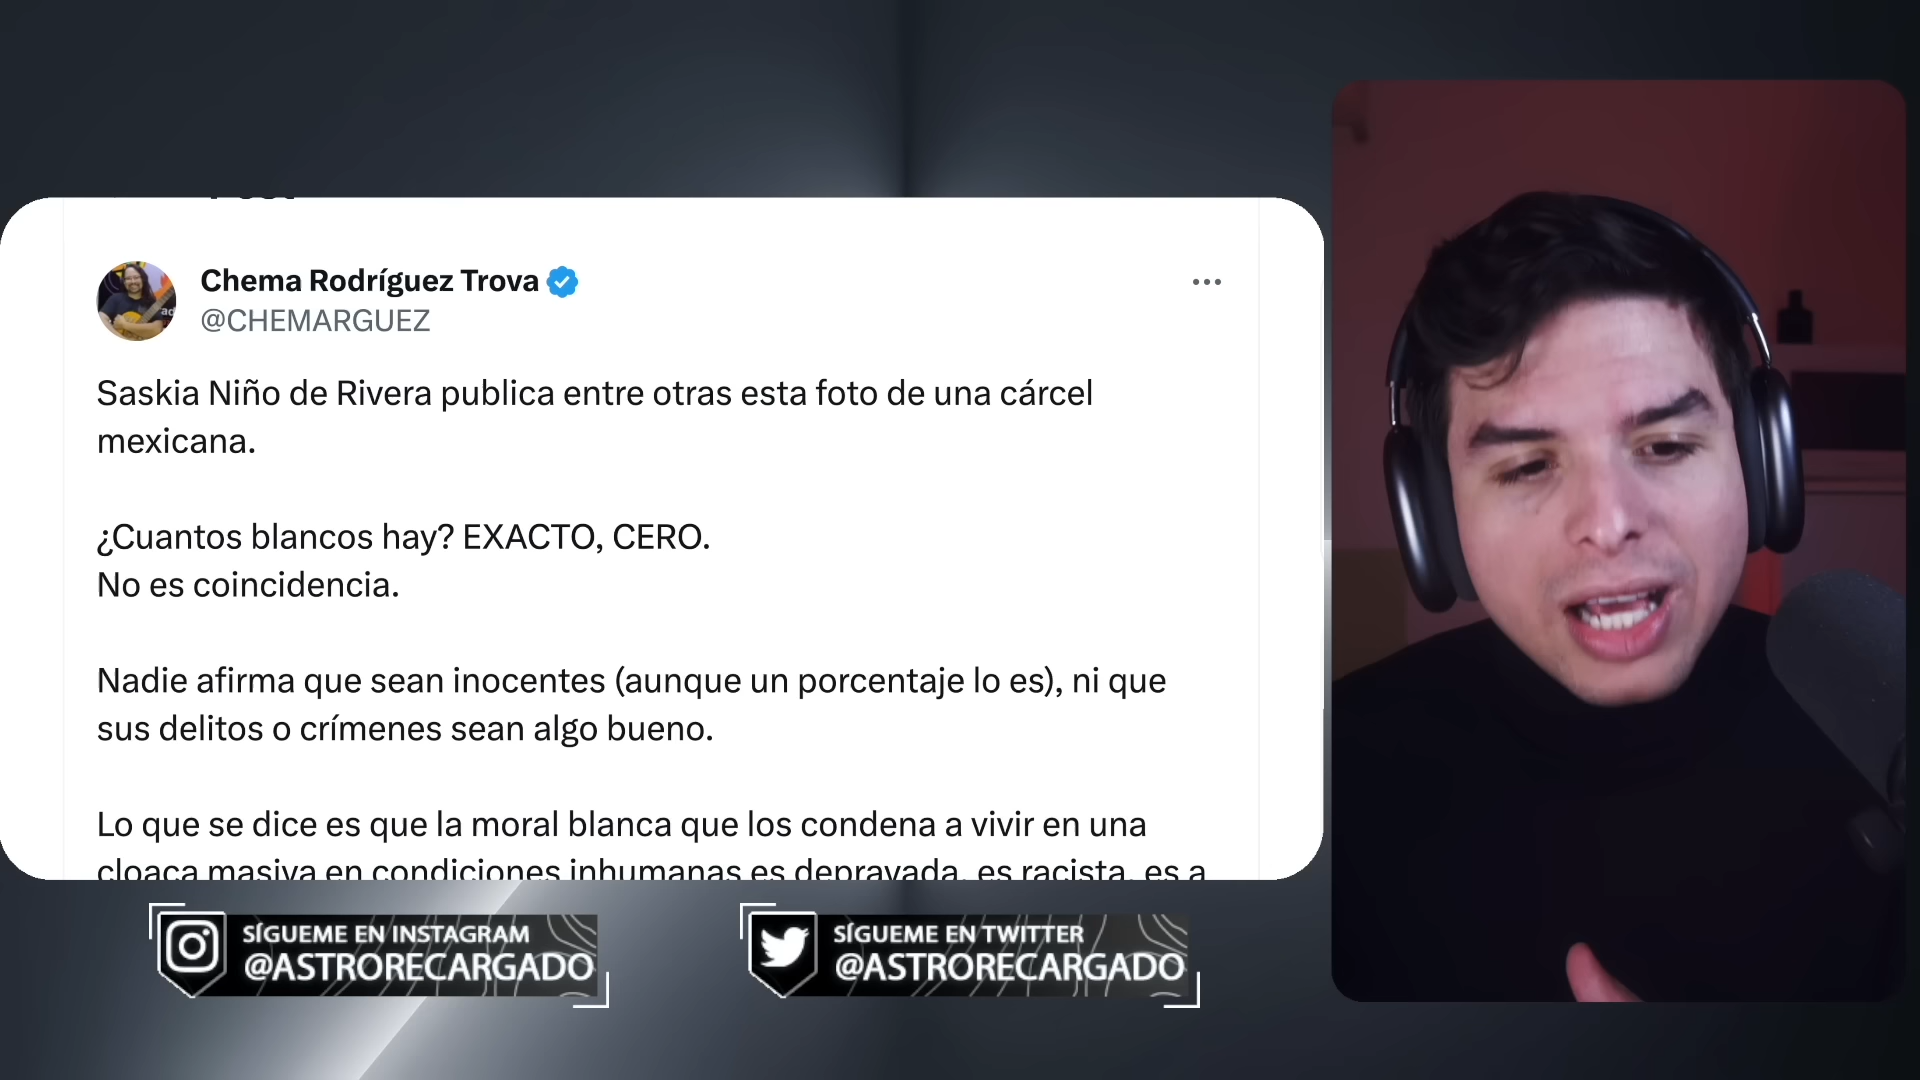 Chema Rodríguez Trova
@CHEMARGUEZ
Saskia Niño de Rivera publica entre otras esta foto de una cárcel
mexicana.
¿Cuantos blancos hay? EXACTO, CERO.
No es coincidencia.
Nadie afirma que sean inocentes (aunque un porcentaje lo es), ni que
sus delitos o crímenes sean algo bueno.
Lo que se dice es que la moral blanca que los condena a vivir en una
cloaca masiva en condiciones inhumanas es depravada, es racista, es a
SÍGUEME EN INSTAGRAM
@ASTRORECARGADO
SÍGUEME EN TWITTER
@ASTRORECARGADO